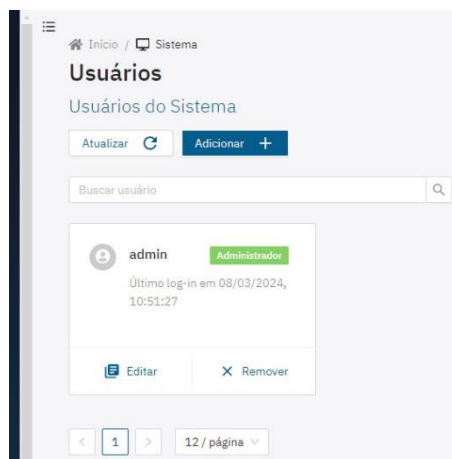 Início / Sistema
Usuários
Usuários do Sistema
Atualizar Adicionar
Buscar usuário
admin Administrador
Último log-in em 08/03/2024,
10:51:27
Editar Remover
< 1 > 12 / página